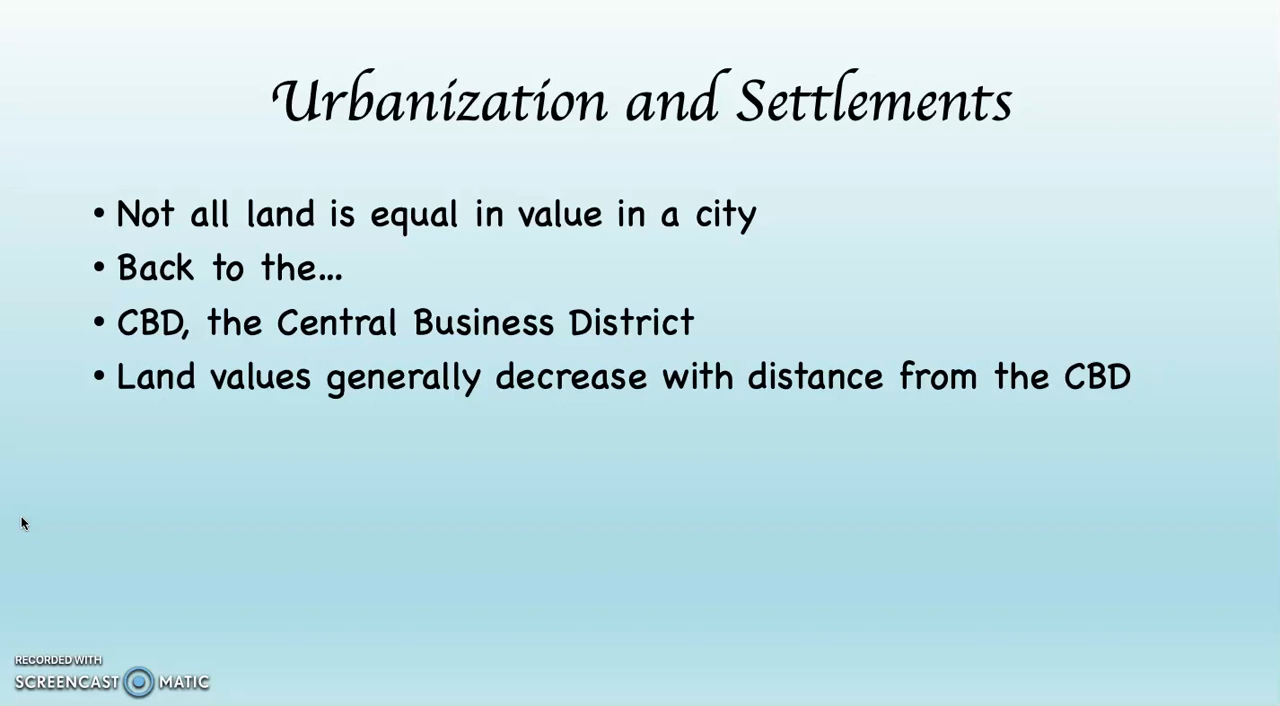 Urbanization and Settlements
• Not all land is equal in value in a city
• Back to the...
• CBD, the Central Business District
• Land values generally decrease with distance from the CBD
RECORDED WITH
SCREENCAST MATIC